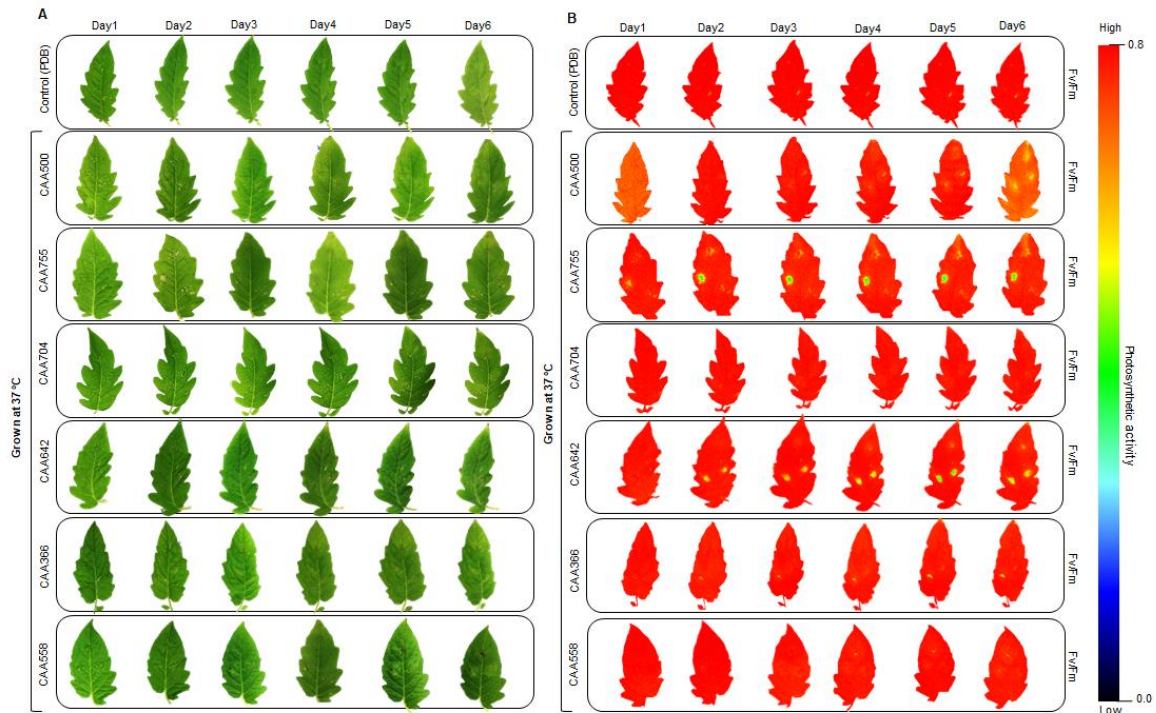 A
Day1 Day2 Day3 Day4 Day5 Day6
Control (PDB)
CAA500
CAA755
CAA704
CAA642
CAA366
CAA558
Grown at 37 ºC
B
Day1 Day2 Day3 Day4 Day5 Day6
Control (PDB)
Fv/Fm
CAA500
Fv/Fm
CAA755
Fv/Fm
CAA704
Fv/Fm
CAA642
Fv/Fm
CAA366
Fv/Fm
CAA558
Fv/Fm
Grown at 37 ºC
High
0.8
Photosynthetic activity
0.0
Low